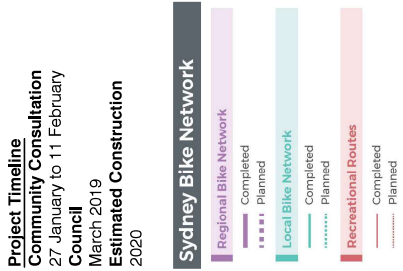 Project Timeline
Community Consultation
27 January to 11 February
Council
March 2019
Estimated Construction
2020
Sydney Bike Network
Regional Bike Network
Completed
Planned
Local Bike Network
Completed
Planned
Recreational Routes
Completed
Planned